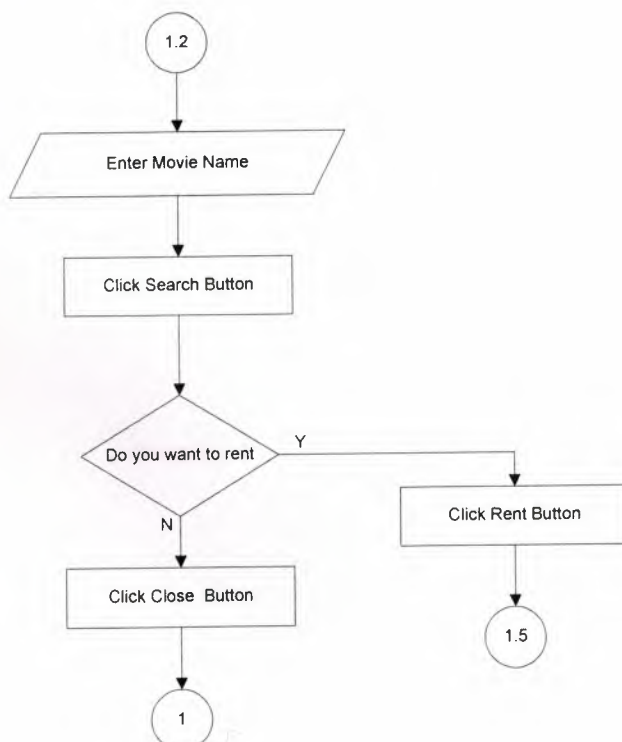 1.2
Enter Movie Name
Click Search Button
Do you want to rent
Y
N
Click Rent Button
Click Close Button
1.5
1